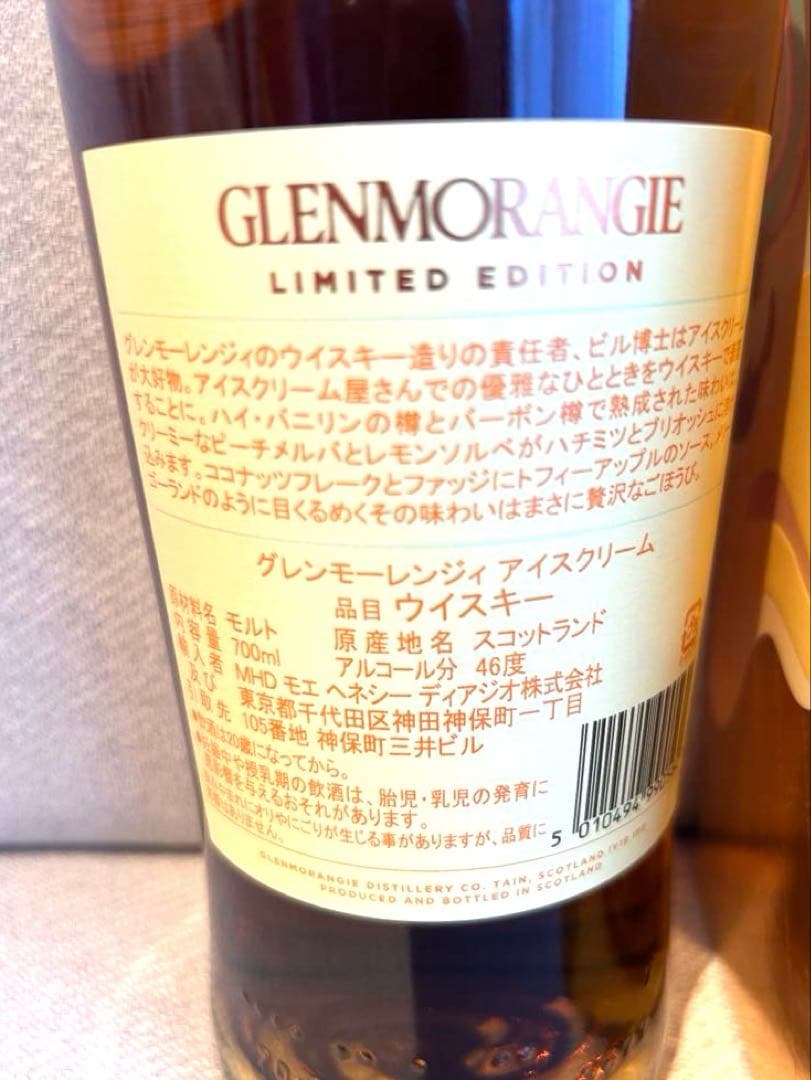 GLENMORANGIE
LIMITED EDITION
グレンモーレンジィのウイスキー造りの責任者、ビル博士はアイスクリーム
が大好物。アイスクリーム屋さんでの優雅なひとときをウイスキーで
することに。ハイ・バニリンの樽とバーボン樽で熟成された味わいは、
クリーミーなピーチメルバとレモンソルベがハチミツとブリオッシュに
込みます。ココナッツフレークとファッジにトフィーアップルのソース。
ゴーランドのように目くるめくその味わいはまさに贅沢なごほうび。
グレンモーレンジィ アイスクリーム
原材料名 モルト 品目 ウイスキー
内容量 700ml 原産地名 スコットランド
輸入者 アルコール分 46度
及び MHD モエ ヘネシー ディアジオ株式会社
引取先 東京都千代田区神田神保町一丁目
105番地 神保町三井ビル
●飲酒は20歳になってから。
●妊娠中や授乳期の飲酒は、胎児・乳児の発育に
悪影響を与えるおそれがあります。
オリやにごりが生じる事がありますが、品質に
ありません。
5 010494
GLENMORANGIE DISTILLERY CO. TAIN, SCOTLAND IV19 1PZ
PRODUCED AND BOTTLED IN SCOTLAND